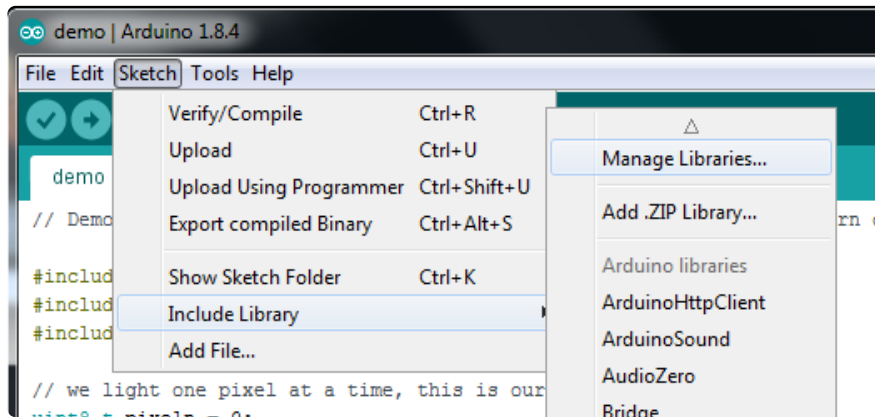 demo | Arduino 1.8.4
File Edit Sketch Tools Help
Verify/Compile Ctrl+R
Upload Ctrl+U
Upload Using Programmer Ctrl+Shift+U
Export compiled Binary Ctrl+Alt+S
Show Sketch Folder Ctrl+K
Include Library
Add File...
Manage Libraries...
Add .ZIP Library...
Arduino libraries
ArduinoHttpClient
ArduinoSound
AudioZero
Bridge
demo
// Demo
#includ
#includ
#includ
// we light one pixel at a time, this is our
uint8_t pixeln = 0;